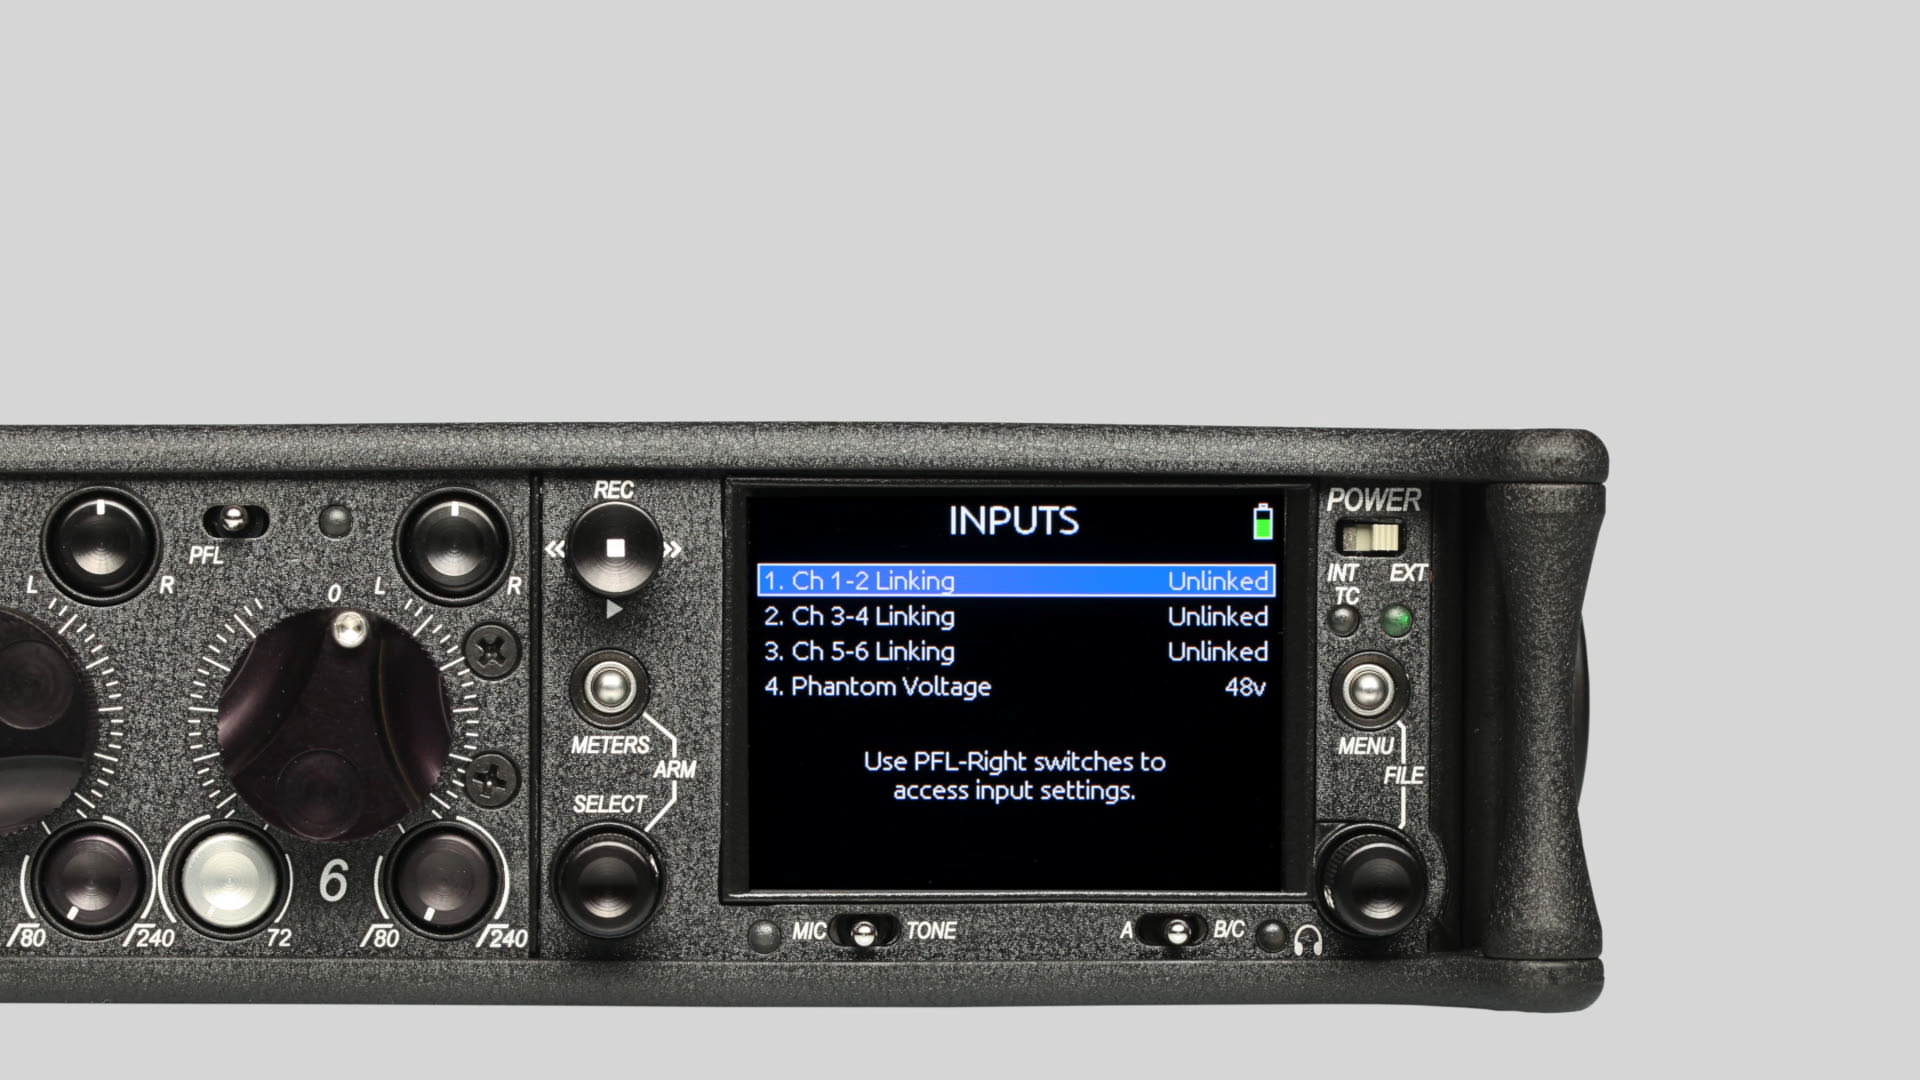 REC
POWER
INPUTS
1. Ch 1-2 Linking Unlinked
2. Ch 3-4 Linking Unlinked
3. Ch 5-6 Linking Unlinked
4. Phantom Voltage 48v
Use PFL-Right switches to
access input settings.
PFL
L R
0 L R
INT EXT
TC
METERS
ARM
SELECT
MENU
FILE
6
80 240 72 80 240
MIC TONE
A B/C